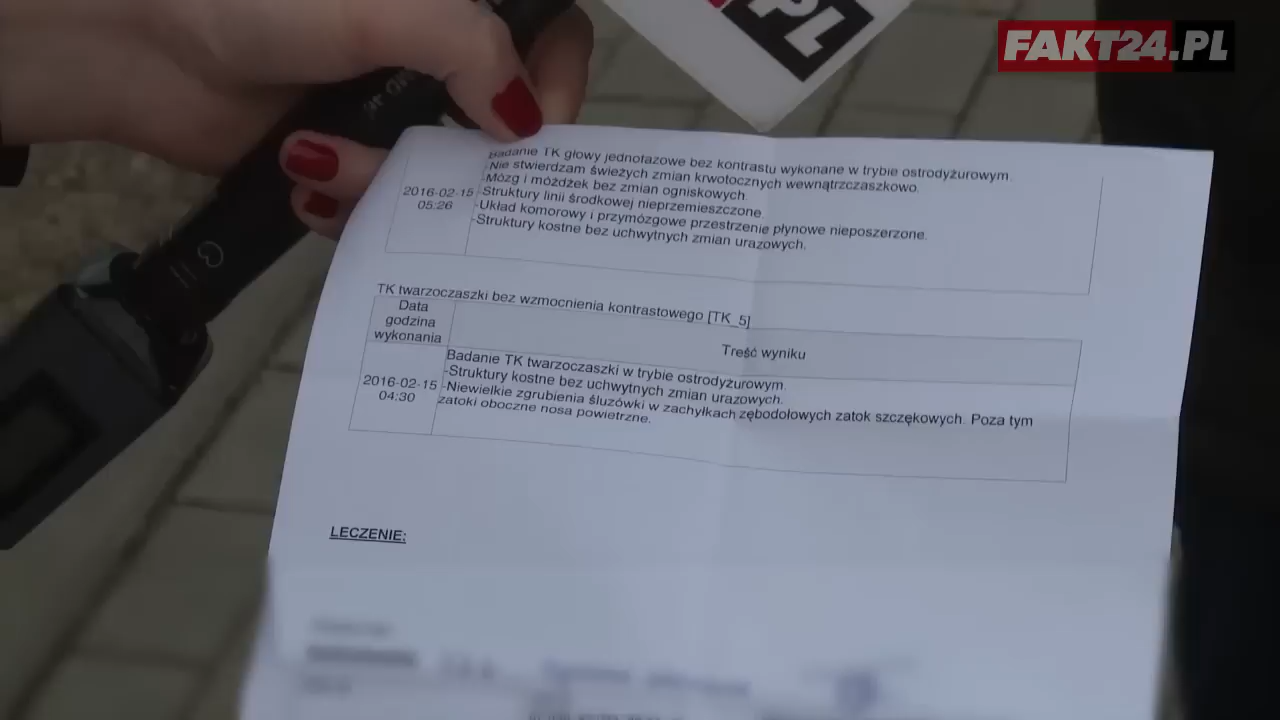 FAKT24.PL
.PL
Badanie TK głowy jednofazowe bez kontrastu wykonane w trybie ostrodyżurowym.
-Nie stwierdzam świeżych zmian krwotocznych wewnątrzczaszkowo.
-Mózg i móżdżek bez zmian ogniskowych.
2016-02-15 -Struktury linii środkowej nieprzemieszczone.
05:26 -Układ komorowy i przymózgowe przestrzenie płynowe nieposzerzone.
-Struktury kostne bez uchwytnych zmian urazowych.
TK twarzoczaszki bez wzmocnienia kontrastowego [TK_5]
Data
godzina
wykonania
Treść wyniku
Badanie TK twarzoczaszki w trybie ostrodyżurowym.
-Struktury kostne bez uchwytnych zmian urazowych.
2016-02-15 -Niewielkie zgrubienia śluzówki w zachyłkach zębodołowych zatok szczękowych. Poza tym
04:30 zatoki oboczne nosa powietrzne.
LECZENIE: